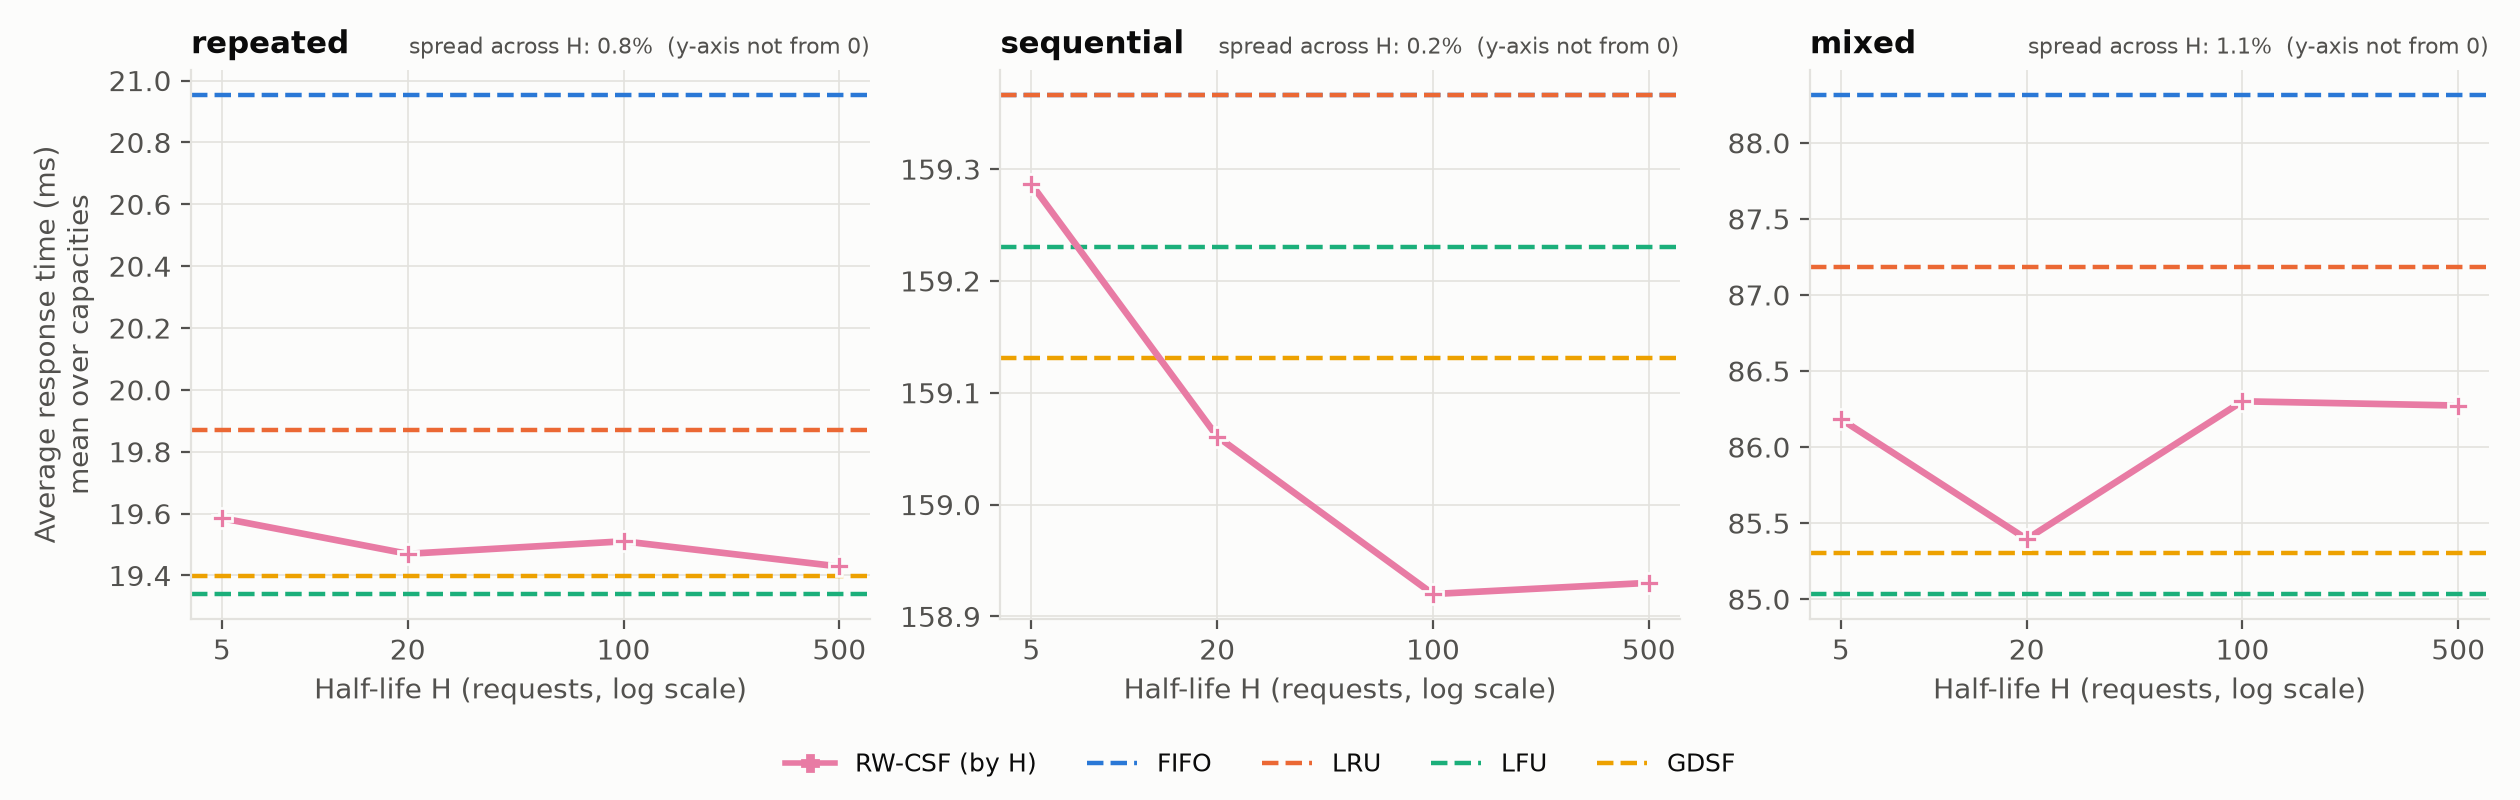 repeated spread across H: 0.8% (y-axis not from 0)
sequential spread across H: 0.2% (y-axis not from 0)
mixed spread across H: 1.1% (y-axis not from 0)
Average response time (ms)
mean over capacities
21.0
20.8
20.6
20.4
20.2
20.0
19.8
19.6
19.4
5 20 100 500
Half-life H (requests, log scale)
159.3
159.2
159.1
159.0
158.9
5 20 100 500
Half-life H (requests, log scale)
88.0
87.5
87.0
86.5
86.0
85.5
85.0
5 20 100 500
Half-life H (requests, log scale)
RW-CSF (by H) FIFO LRU LFU GDSF